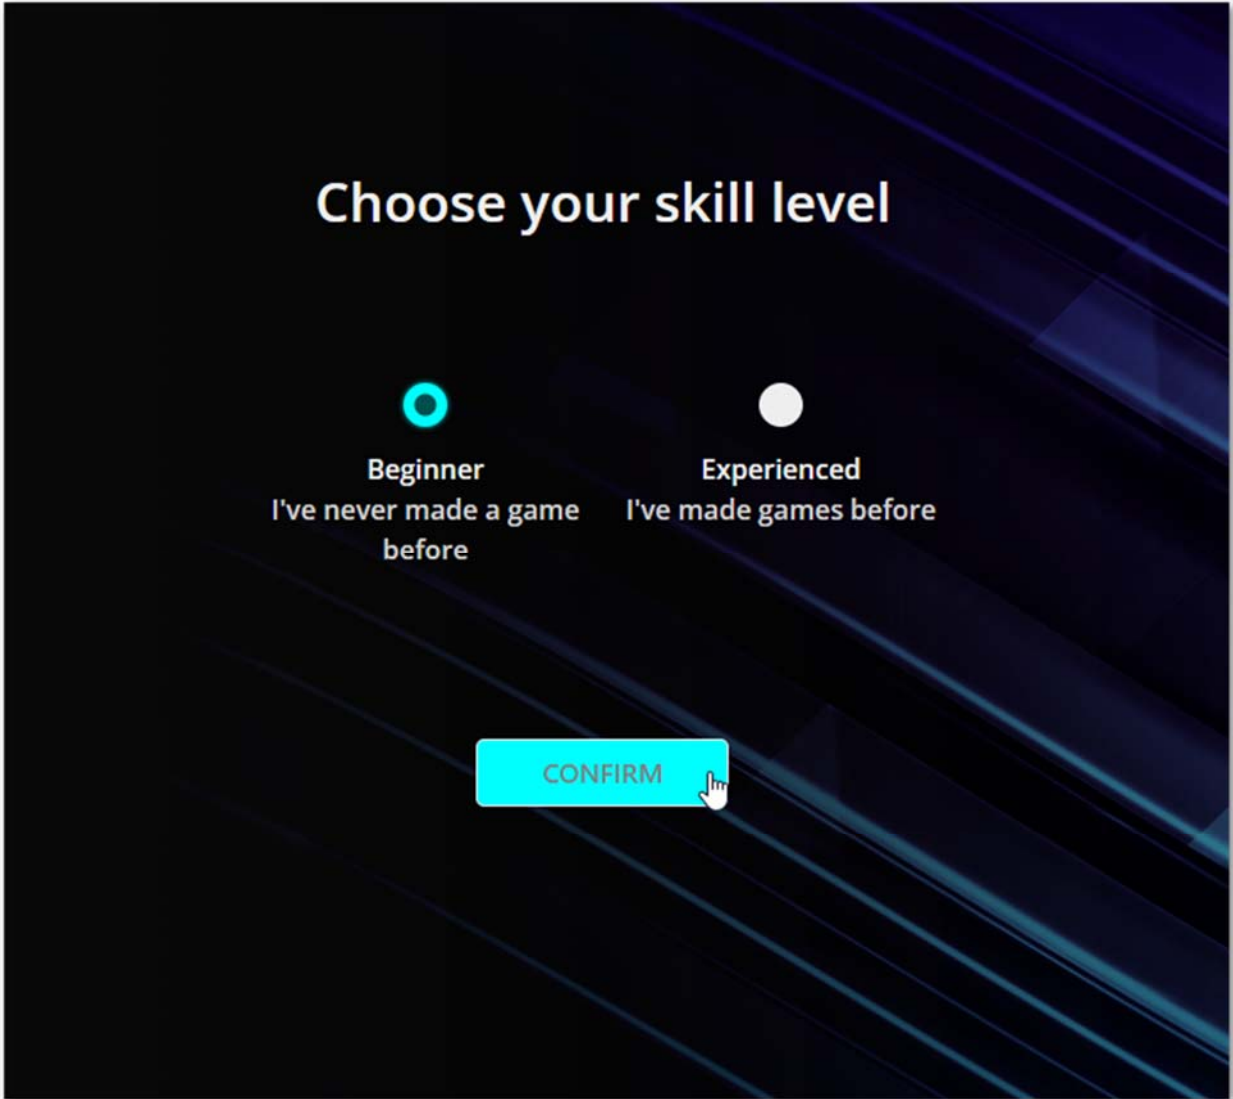 Choose your skill level
Beginner
I've never made a game
before
Experienced
I've made games before
CONFIRM